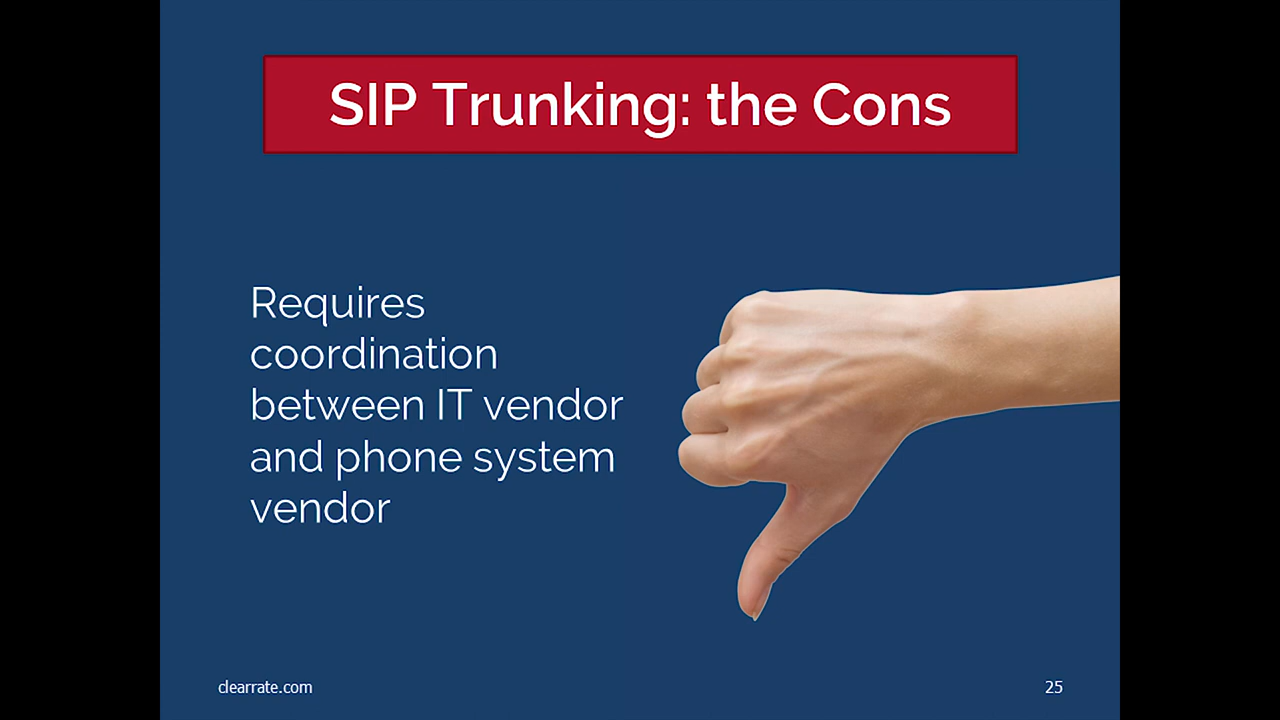 SIP Trunking: the Cons
Requires
coordination
between IT vendor
and phone system
vendor
clearrate.com
25